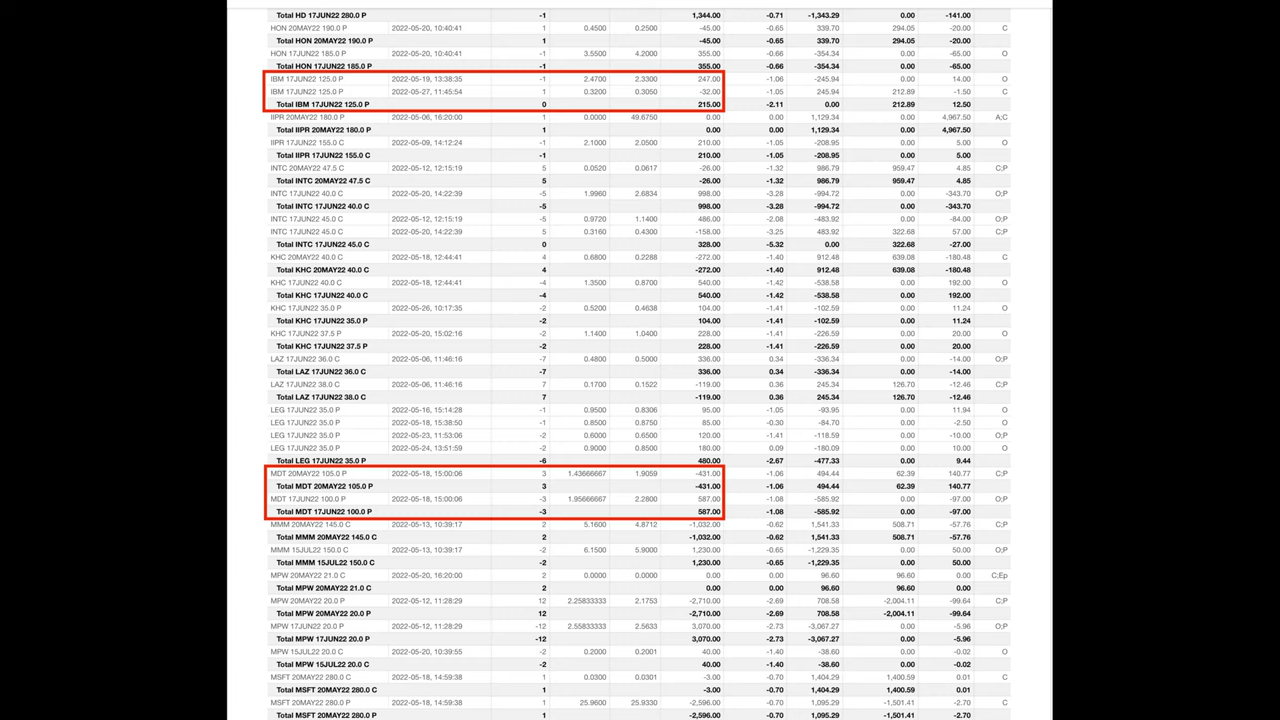 Total HD 17JUN22 280.0 P -1 1,344.00 -0.71 -1,343.29 0.00 -141.00
HON 20MAY22 190.0 P 2022-05-20, 10:40:41 1 0.4500 0.2500 -45.00 -0.65 339.70 294.05 -20.00 C
Total HON 20MAY22 190.0 P 1 -45.00 -0.65 339.70 294.05 -20.00
HON 17JUN22 185.0 P 2022-05-20, 10:40:41 -1 3.5500 4.2000 355.00 -0.66 -354.34 0.00 -65.00 O
Total HON 17JUN22 185.0 P -1 355.00 -0.66 -354.34 0.00 -65.00
IBM 17JUN22 125.0 P 2022-05-19, 13:38:35 -1 2.4700 2.3300 247.00 -1.06 -245.94 0.00 14.00 O
IBM 17JUN22 125.0 P 2022-05-27, 11:45:54 1 0.3200 0.3050 -32.00 -1.05 245.94 212.89 -1.50 C
Total IBM 17JUN22 125.0 P 0 215.00 -2.11 0.00 212.89 12.50
IIPR 20MAY22 180.0 P 2022-05-06, 16:20:00 1 0.0000 49.6750 0.00 0.00 1,129.34 0.00 4,967.50 A;C
Total IIPR 20MAY22 180.0 P 1 0.00 0.00 1,129.34 0.00 4,967.50
IIPR 17JUN22 155.0 C 2022-05-09, 14:12:24 -1 2.1000 2.0500 210.00 -1.05 -208.95 0.00 5.00 O
Total IIPR 17JUN22 155.0 C -1 210.00 -1.05 -208.95 0.00 5.00
INTC 20MAY22 47.5 C 2022-05-12, 12:15:19 5 0.0520 0.0617 -26.00 -1.32 986.79 959.47 4.85 C;P
Total INTC 20MAY22 47.5 C 5 -26.00 -1.32 986.79 959.47 4.85
INTC 17JUN22 40.0 C 2022-05-20, 14:22:39 -5 1.9960 2.6834 998.00 -3.28 -994.72 0.00 -343.70 O;P
Total INTC 17JUN22 40.0 C -5 998.00 -3.28 -994.72 0.00 -343.70
INTC 17JUN22 45.0 C 2022-05-12, 12:15:19 -5 0.9720 1.1400 486.00 -2.08 -483.92 0.00 -84.00 O;P
INTC 17JUN22 45.0 C 2022-05-20, 14:22:39 5 0.3160 0.4300 -158.00 -3.25 483.92 322.68 57.00 C;P
Total INTC 17JUN22 45.0 C 0 328.00 -5.32 0.00 322.68 -27.00
KHC 20MAY22 40.0 C 2022-05-18, 12:44:41 4 0.6800 0.2288 -272.00 -1.40 912.48 639.08 -180.48 C
Total KHC 20MAY22 40.0 C 4 -272.00 -1.40 912.48 639.08 -180.48
KHC 17JUN22 40.0 C 2022-05-18, 12:44:41 -4 1.3500 0.8700 540.00 -1.42 -538.58 0.00 192.00 O
Total KHC 17JUN22 40.0 C -4 540.00 -1.42 -538.58 0.00 192.00
KHC 17JUN22 35.0 P 2022-05-26, 10:17:35 -2 0.5200 0.4638 104.00 -1.41 -102.59 0.00 11.24 O
Total KHC 17JUN22 35.0 P -2 104.00 -1.41 -102.59 0.00 11.24
KHC 17JUN22 37.5 P 2022-05-20, 15:02:16 -2 1.1400 1.0400 228.00 -1.41 -226.59 0.00 20.00 O
Total KHC 17JUN22 37.5 P -2 228.00 -1.41 -226.59 0.00 20.00
LAZ 17JUN22 36.0 C 2022-05-06, 11:46:16 -7 0.4800 0.5000 336.00 0.34 -336.34 0.00 -14.00 O;P
Total LAZ 17JUN22 36.0 C -7 336.00 0.34 -336.34 0.00 -14.00
LAZ 17JUN22 38.0 C 2022-05-06, 11:46:16 7 0.1700 0.1522 -119.00 0.36 245.34 126.70 -12.46 C;P
Total LAZ 17JUN22 38.0 C 7 -119.00 0.36 245.34 126.70 -12.46
LEG 17JUN22 35.0 P 2022-05-16, 15:14:28 -1 0.9500 0.8306 95.00 -1.05 -93.95 0.00 11.94 O
LEG 17JUN22 35.0 P 2022-05-18, 15:38:50 -1 0.8500 0.8750 85.00 -0.30 -84.70 0.00 -2.50 O
LEG 17JUN22 35.0 P 2022-05-23, 11:53:06 -2 0.6000 0.6500 120.00 -1.41 -118.59 0.00 -10.00 O;P
LEG 17JUN22 35.0 P 2022-05-24, 13:51:59 -2 0.9000 0.8500 180.00 0.09 -180.09 0.00 10.00 O
Total LEG 17JUN22 35.0 P -6 480.00 -2.67 -477.33 0.00 9.44
MDT 20MAY22 105.0 P 2022-05-18, 15:00:06 3 1.43666667 1.9059 -431.00 -1.06 494.44 62.39 140.77 C;P
Total MDT 20MAY22 105.0 P 3 -431.00 -1.06 494.44 62.39 140.77
MDT 17JUN22 100.0 P 2022-05-18, 15:00:06 -3 1.95666667 2.2800 587.00 -1.08 -585.92 0.00 -97.00 O;P
Total MDT 17JUN22 100.0 P -3 587.00 -1.08 -585.92 0.00 -97.00
MMM 20MAY22 145.0 C 2022-05-13, 10:39:17 2 5.1600 4.8712 -1,032.00 -0.62 1,541.33 508.71 -57.76 C;P
Total MMM 20MAY22 145.0 C 2 -1,032.00 -0.62 1,541.33 508.71 -57.76
MMM 15JUL22 150.0 C 2022-05-13, 10:39:17 -2 6.1500 5.9000 1,230.00 -0.65 -1,229.35 0.00 50.00 O;P
Total MMM 15JUL22 150.0 C -2 1,230.00 -0.65 -1,229.35 0.00 50.00
MPW 20MAY22 21.0 C 2022-05-20, 16:20:00 2 0.0000 0.0000 0.00 0.00 96.60 96.60 0.00 C;Ep
Total MPW 20MAY22 21.0 C 2 0.00 0.00 96.60 96.60 0.00
MPW 20MAY22 20.0 P 2022-05-12, 11:28:29 12 2.25833333 2.1753 -2,710.00 -2.69 708.58 -2,004.11 -99.64 C;P
Total MPW 20MAY22 20.0 P 12 -2,710.00 -2.69 708.58 -2,004.11 -99.64
MPW 17JUN22 20.0 P 2022-05-12, 11:28:29 -12 2.55833333 2.5633 3,070.00 -2.73 -3,067.27 0.00 -5.96 O;P
Total MPW 17JUN22 20.0 P -12 3,070.00 -2.73 -3,067.27 0.00 -5.96
MPW 15JUL22 20.0 C 2022-05-20, 10:39:55 -2 0.2000 0.2001 40.00 -1.40 -38.60 0.00 -0.02 O
Total MPW 15JUL22 20.0 C -2 40.00 -1.40 -38.60 0.00 -0.02
MSFT 20MAY22 280.0 C 2022-05-18, 14:59:38 1 0.0300 0.0301 -3.00 -0.70 1,404.29 1,400.59 0.01 C
Total MSFT 20MAY22 280.0 C 1 -3.00 -0.70 1,404.29 1,400.59 0.01
MSFT 20MAY22 280.0 P 2022-05-18, 14:59:38 1 25.9600 25.9330 -2,596.00 -0.70 1,095.29 -1,501.41 -2.70 C
Total MSFT 20MAY22 280.0 P 1 -2,596.00 -0.70 1,095.29 -1,501.41 -2.70